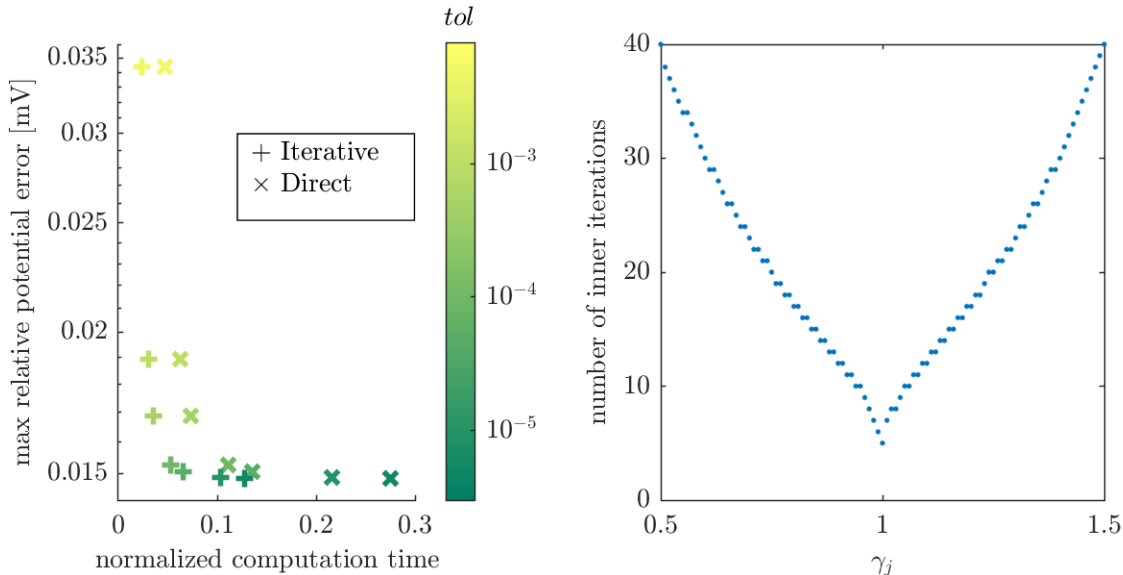 tol
max relative potential error [mV]
0.035
0.03
0.025
0.02
0.015
+ Iterative
× Direct
10⁻³
10⁻⁴
10⁻⁵
0 0.1 0.2 0.3
normalized computation time
number of inner iterations
40
30
20
10
0
0.5 1 1.5
γⱼ